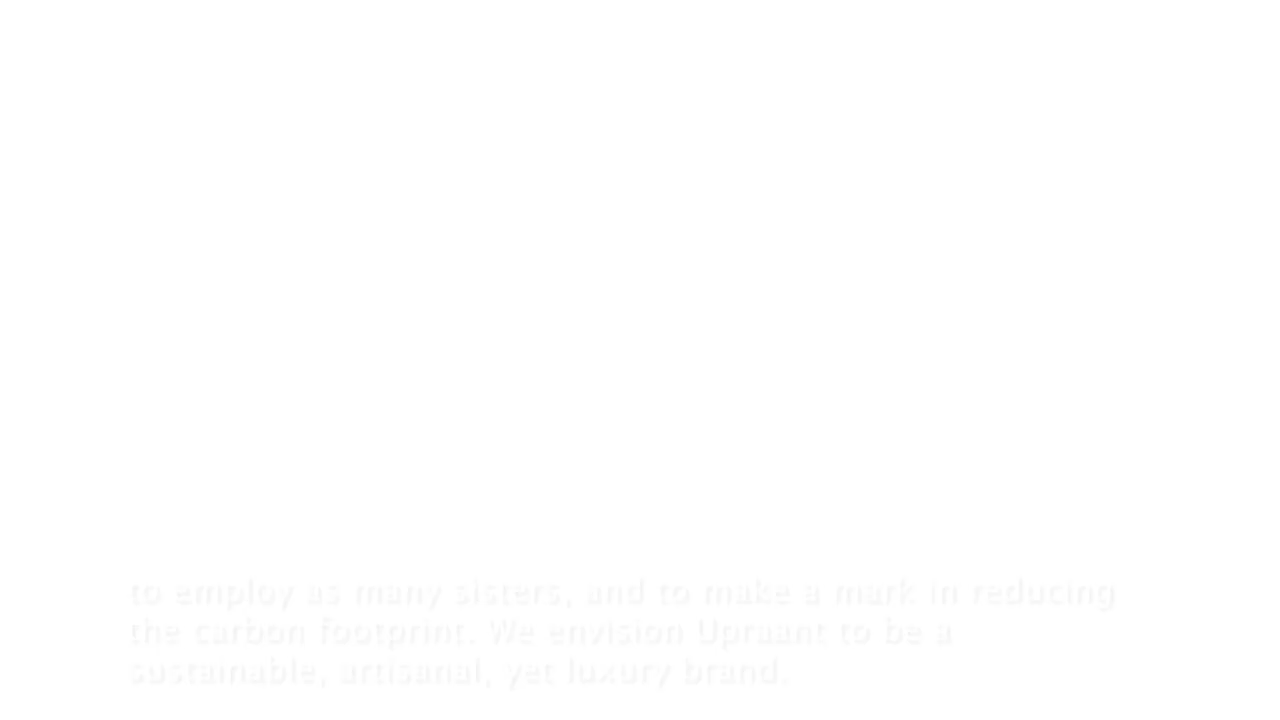 to employ as many sisters, and to make a mark in reducing
the carbon footprint. We envision Upraant to be a
sustainable, artisanal, yet luxury brand.